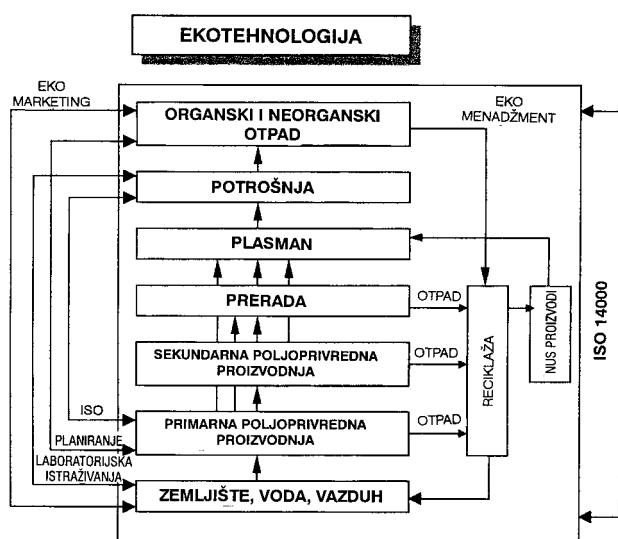 EKOTEHNOLOGIJA
EKO
MARKETING
EKO
MENADŽMENT
ORGANSKI I NEORGANSKI
OTPAD
POTROŠNJA
PLASMAN
PRERADA
OTPAD
SEKUNDARNA POLJOPRIVREDNA
PROIZVODNJA
OTPAD
PRIMARNA POLJOPRIVREDNA
PROIZVODNJA
OTPAD
ZEMLJIŠTE, VODA, VAZDUH
ISO
PLANIRANJE
LABORATORIJSKA
ISTRAŽIVANJA
RECIKLAŽA
NUS PROIZVODI
ISO 14000